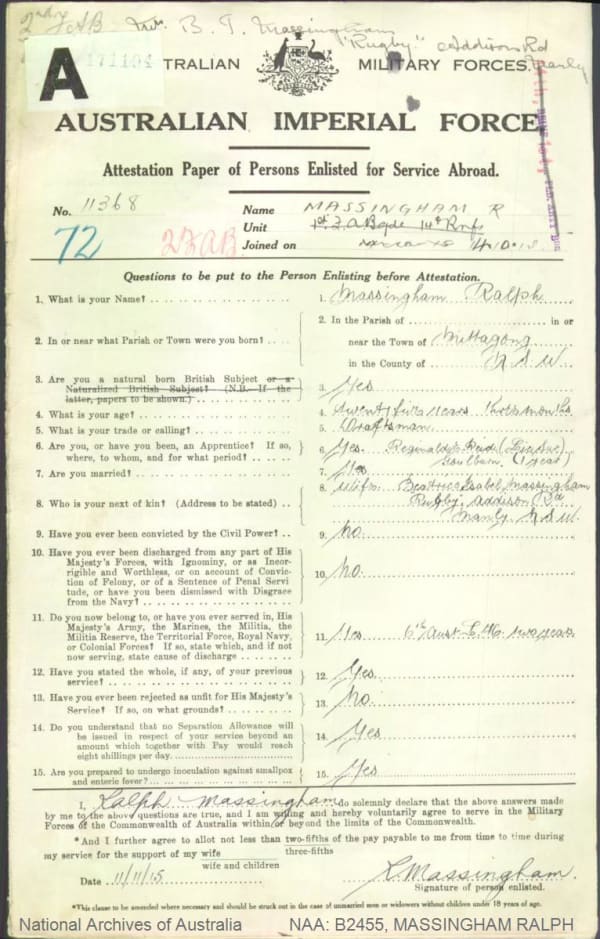 2nd FAB Mrs. B. I. Massingham
"Rugby" Addison Rd
Manly
A 171104
TRALIAN MILITARY FORCES.
AUSTRALIAN IMPERIAL FORCE
Attestation Paper of Persons Enlisted for Service Abroad.
No. 11368 Name MASSINGHAM R
72 2FAB. Unit 1st F.A Bgde 14th Rnfs
Joined on
Questions to be put to the Person Enlisting before Attestation.
1. What is your Name? 1. Massingham Ralph
2. In or near what Parish or Town were you born? 2. In the Parish of in or
near the Town of Mittagong
in the County of N S W
3. Are you a natural born British Subject or a
Naturalized British Subject? (N.B. If the
latter, papers to be shown.) 3. Yes
4. What is your age? 4. twenty five years months
5. What is your trade or calling? 5. Draftsman
6. Are you, or have you been, an Apprentice? If so,
where, to whom, and for what period? 6. Yes. Reginald
Goulburn (1 year)
7. Are you married? 7. Yes
8. Who is your next of kin? (Address to be stated) 8. Wife. Beatrice Isabel Massingham
Rugby Addison Rd
Manly N S W.
9. Have you ever been convicted by the Civil Power? 9. No
10. Have you ever been discharged from any part of His
Majesty's Forces, with Ignominy, or as Incor-
rigible and Worthless, or on account of Convic-
tion of Felony, or of a Sentence of Penal Servi
tude, or have you been dismissed with Disgrace
from the Navy? 10. No
11. Do you now belong to, or have you ever served in, His
Majesty's Army, the Marines, the Militia, the
Militia Reserve, the Territorial Force, Royal Navy,
or Colonial Forces? If so, state which, and if not
now serving, state cause of discharge 11. Yes 6th Aust. L.H. two years
12. Have you stated the whole, if any, of your previous
service? 12. Yes
13. Have you ever been rejected as unfit for His Majesty's
Service? If so, on what grounds? 13. No
14. Do you understand that no Separation Allowance will
be issued in respect of your service beyond an
amount which together with Pay would reach
eight shillings per day. 14. Yes
15. Are you prepared to undergo inoculation against smallpox
and enteric fever? 15. Yes
I, Ralph Massingham do solemnly declare that the above answers made
by me to the above questions are true, and I am willing and hereby voluntarily agree to serve in the Military
Forces of the Commonwealth of Australia within or beyond the limits of the Commonwealth.
*And I further agree to allot not less than two-fifths of the pay payable to me from time to time during
three-fifths
my service for the support of my wife
wife and children
Date 11/11/15 R Massingham.
Signature of person enlisted.
*This clause to be amended where necessary and should be struck out in the case of unmarried men or widowers without children under 18 years of age.
National Archives of Australia NAA: B2455, MASSINGHAM RALPH